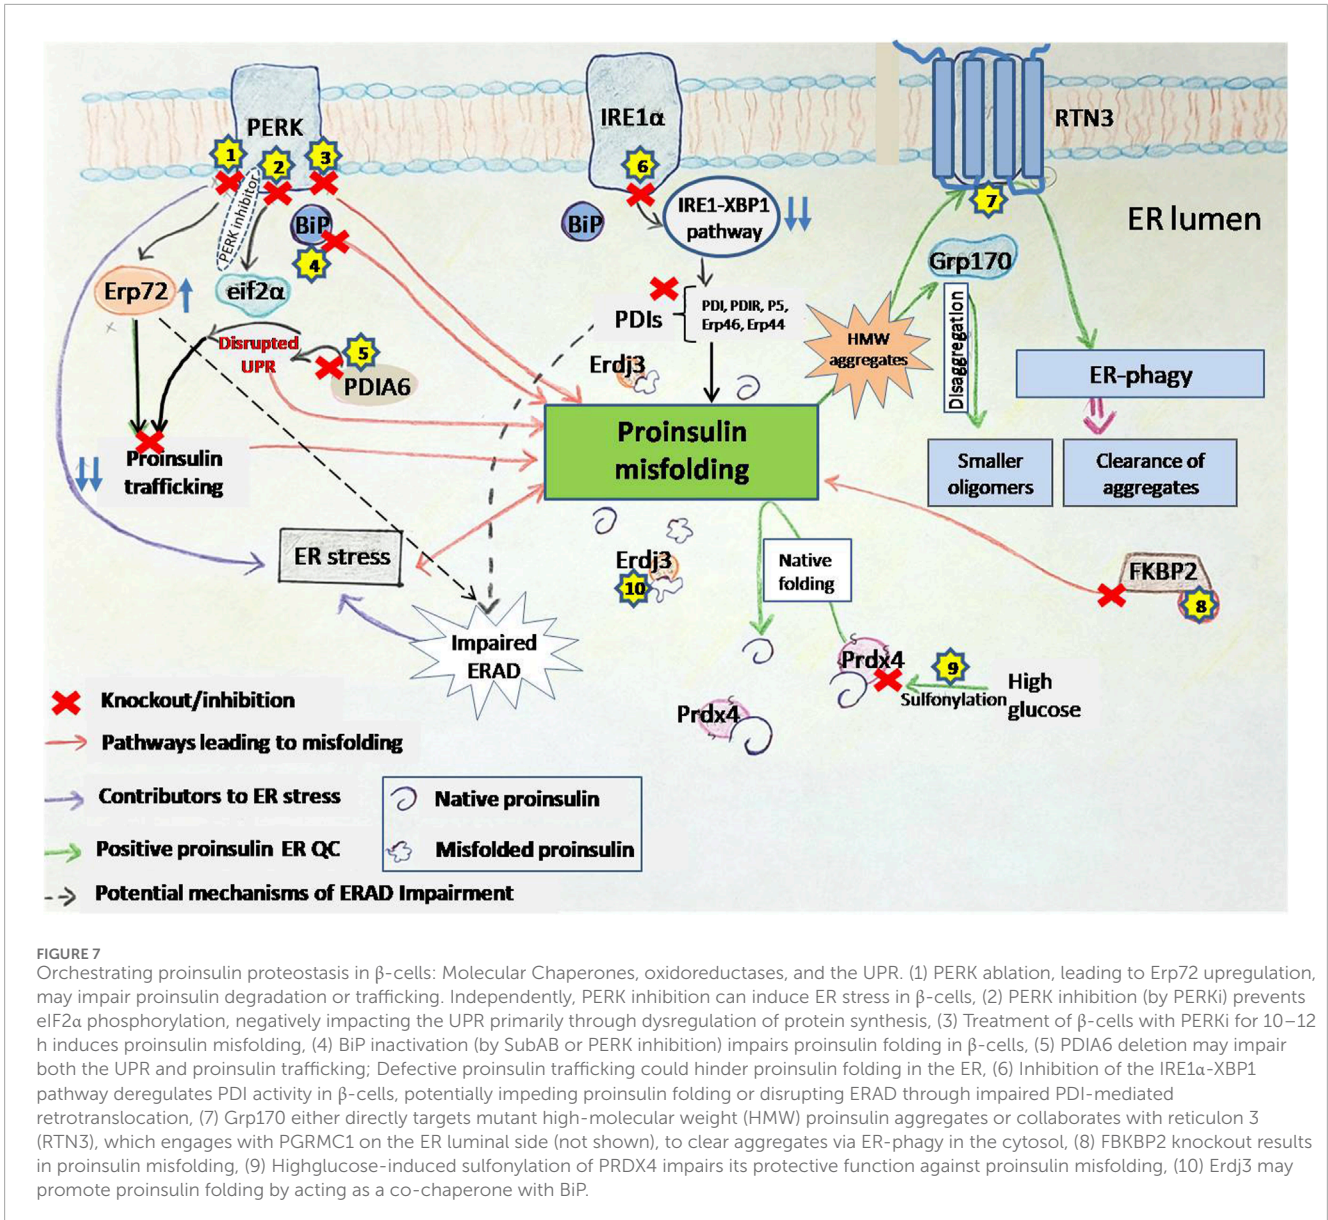 PERK
1
2
3
PERK inhibitor
BiP
4
Erp72
eif2α
Disrupted
UPR
5
PDIA6
Proinsulin
trafficking
IRE1α
6
BiP
IRE1-XBP1
pathway
PDIs
PDI, PDIR, P5,
Erp46, Erp44
Erdj3
RTN3
7
ER lumen
Grp170
HMW
aggregates
Disaggregation
ER-phagy
Smaller
oligomers
Clearance of
aggregates
Proinsulin
misfolding
ER stress
Impaired
ERAD
Erdj3
10
Native
folding
FKBP2
8
Prdx4
9
Sulfonylation
High
glucose
Prdx4
Knockout/inhibition
Pathways leading to misfolding
Contributors to ER stress
Positive proinsulin ER QC
Potential mechanisms of ERAD Impairment
Native proinsulin
Misfolded proinsulin
FIGURE 7
Orchestrating proinsulin proteostasis in β-cells: Molecular Chaperones, oxidoreductases, and the UPR. (1) PERK ablation, leading to Erp72 upregulation,
may impair proinsulin degradation or trafficking. Independently, PERK inhibition can induce ER stress in β-cells, (2) PERK inhibition (by PERKi) prevents
eIF2α phosphorylation, negatively impacting the UPR primarily through dysregulation of protein synthesis, (3) Treatment of β-cells with PERKi for 10–12
h induces proinsulin misfolding, (4) BiP inactivation (by SubAB or PERK inhibition) impairs proinsulin folding in β-cells, (5) PDIA6 deletion may impair
both the UPR and proinsulin trafficking; Defective proinsulin trafficking could hinder proinsulin folding in the ER, (6) Inhibition of the IRE1α-XBP1
pathway deregulates PDI activity in β-cells, potentially impeding proinsulin folding or disrupting ERAD through impaired PDI-mediated
retrotranslocation, (7) Grp170 either directly targets mutant high-molecular weight (HMW) proinsulin aggregates or collaborates with reticulon 3
(RTN3), which engages with PGRMC1 on the ER luminal side (not shown), to clear aggregates via ER-phagy in the cytosol, (8) FBKBP2 knockout results
in proinsulin misfolding, (9) Highglucose-induced sulfonylation of PRDX4 impairs its protective function against proinsulin misfolding, (10) Erdj3 may
promote proinsulin folding by acting as a co-chaperone with BiP.